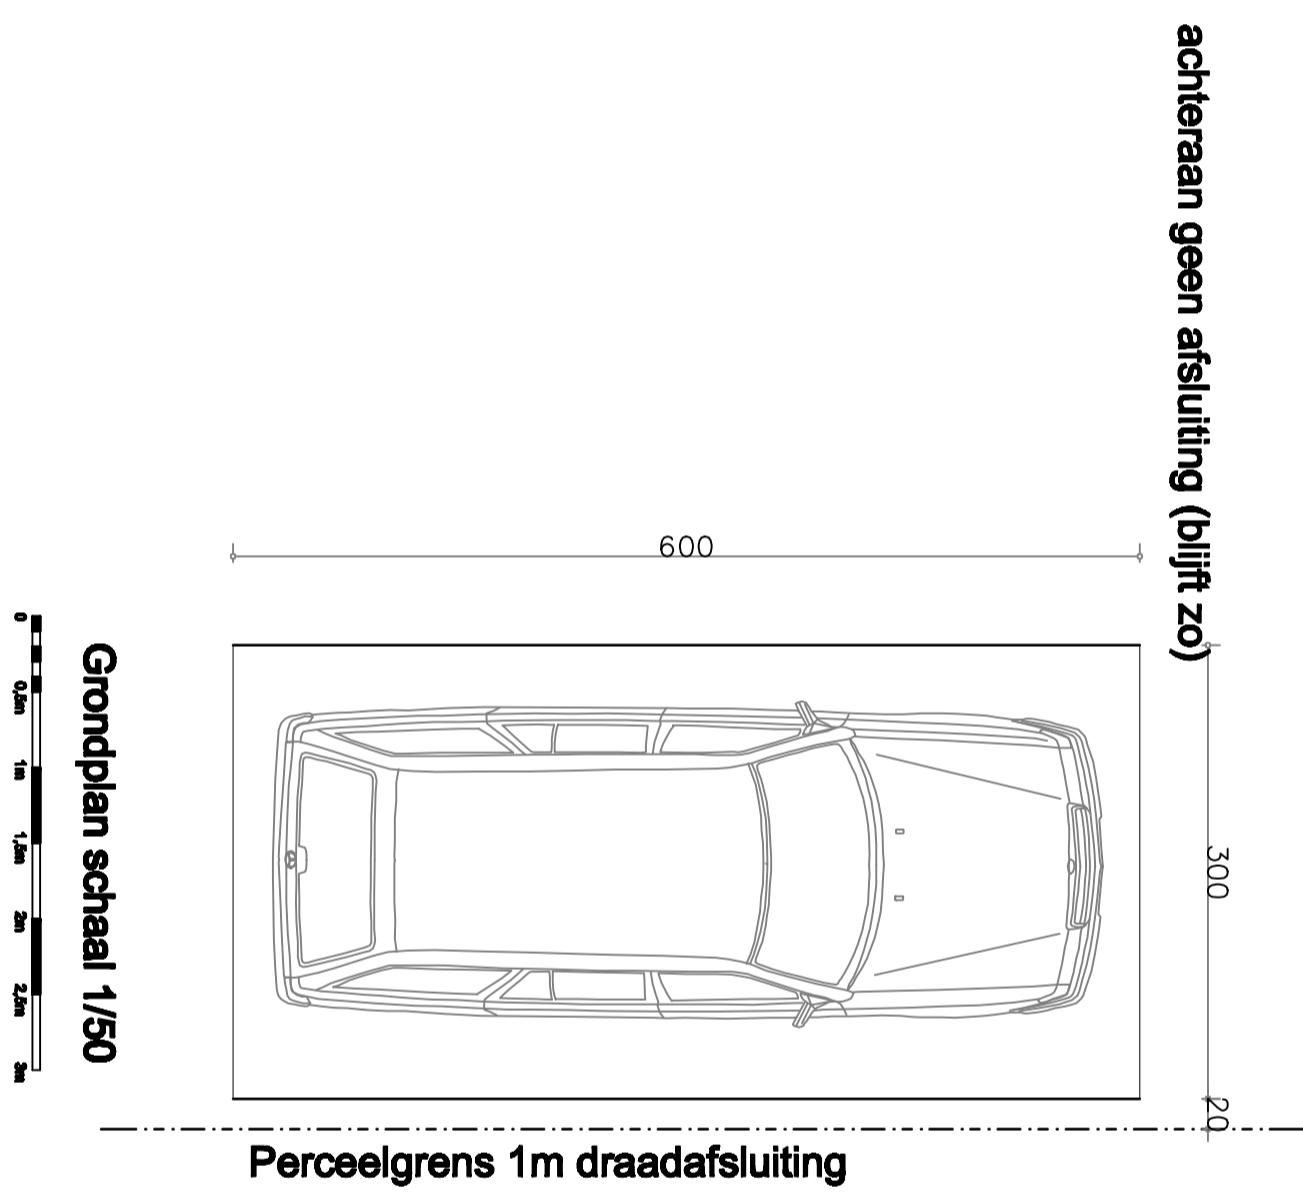 achteraan geen afsluiting (blijft zo)
600
0
0,5m
1m
1,5m
2m
2,5m
3m
Grondplan schaal 1/50
300
20
Perceelgrens 1m draadafsluiting